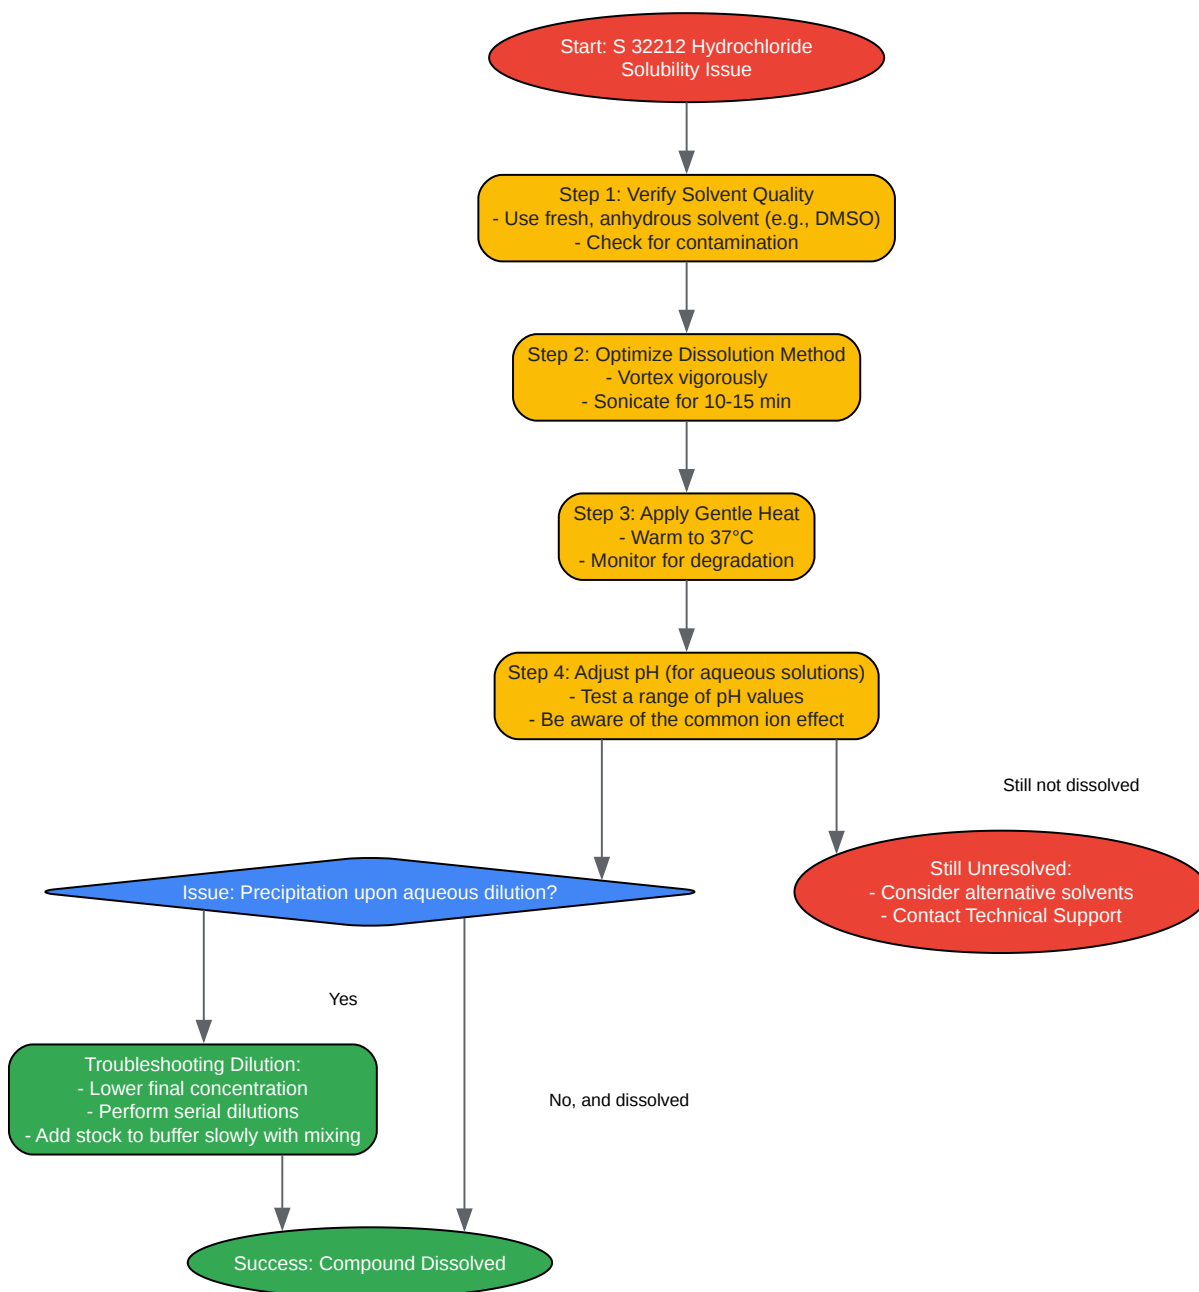 Start: S 32212 Hydrochloride
Solubility Issue
Step 1: Verify Solvent Quality
- Use fresh, anhydrous solvent (e.g., DMSO)
- Check for contamination
Step 2: Optimize Dissolution Method
- Vortex vigorously
- Sonicate for 10-15 min
Step 3: Apply Gentle Heat
- Warm to 37°C
- Monitor for degradation
Step 4: Adjust pH (for aqueous solutions)
- Test a range of pH values
- Be aware of the common ion effect
Still not dissolved
Issue: Precipitation upon aqueous dilution?
Still Unresolved:
- Consider alternative solvents
- Contact Technical Support
Yes
Troubleshooting Dilution:
- Lower final concentration
- Perform serial dilutions
- Add stock to buffer slowly with mixing
No, and dissolved
Success: Compound Dissolved